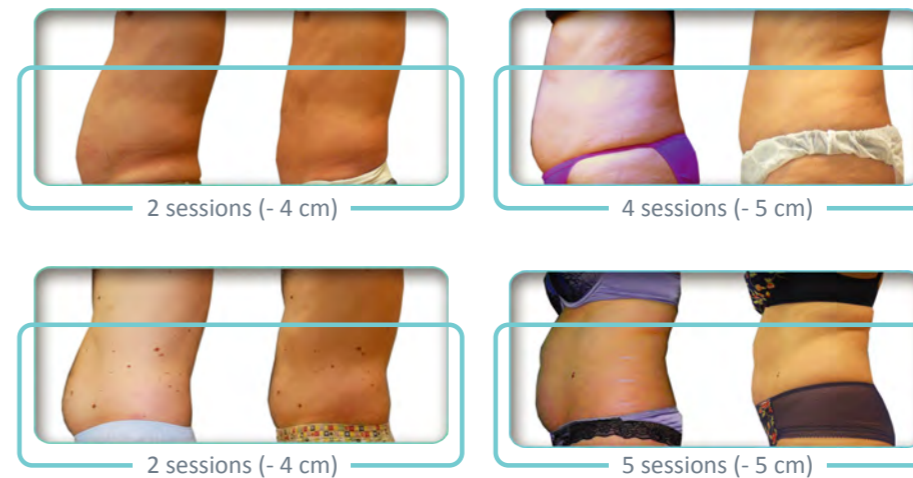 2 sessions (- 4 cm)
4 sessions (- 5 cm)
2 sessions (- 4 cm)
5 sessions (- 5 cm)